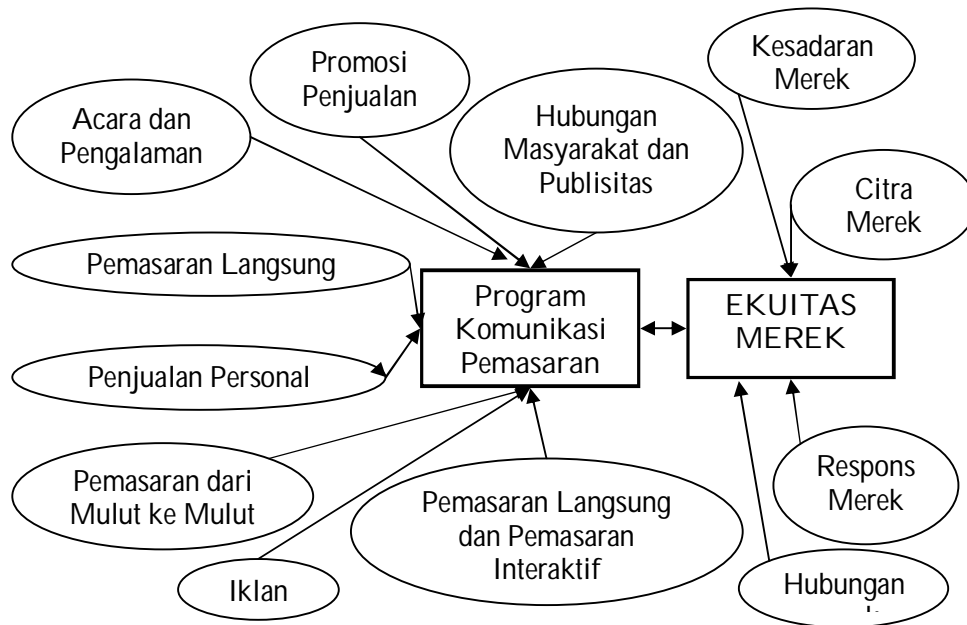 Promosi
Penjualan
Kesadaran
Merek
Acara dan
Pengalaman
Hubungan
Masyarakat dan
Publisitas
Citra
Merek
Pemasaran Langsung
Program
Komunikasi
Pemasaran
EKUITAS
MEREK
Penjualan Personal
Pemasaran dari
Mulut ke Mulut
Pemasaran Langsung
dan Pemasaran
Interaktif
Respons
Merek
Iklan
Hubungan